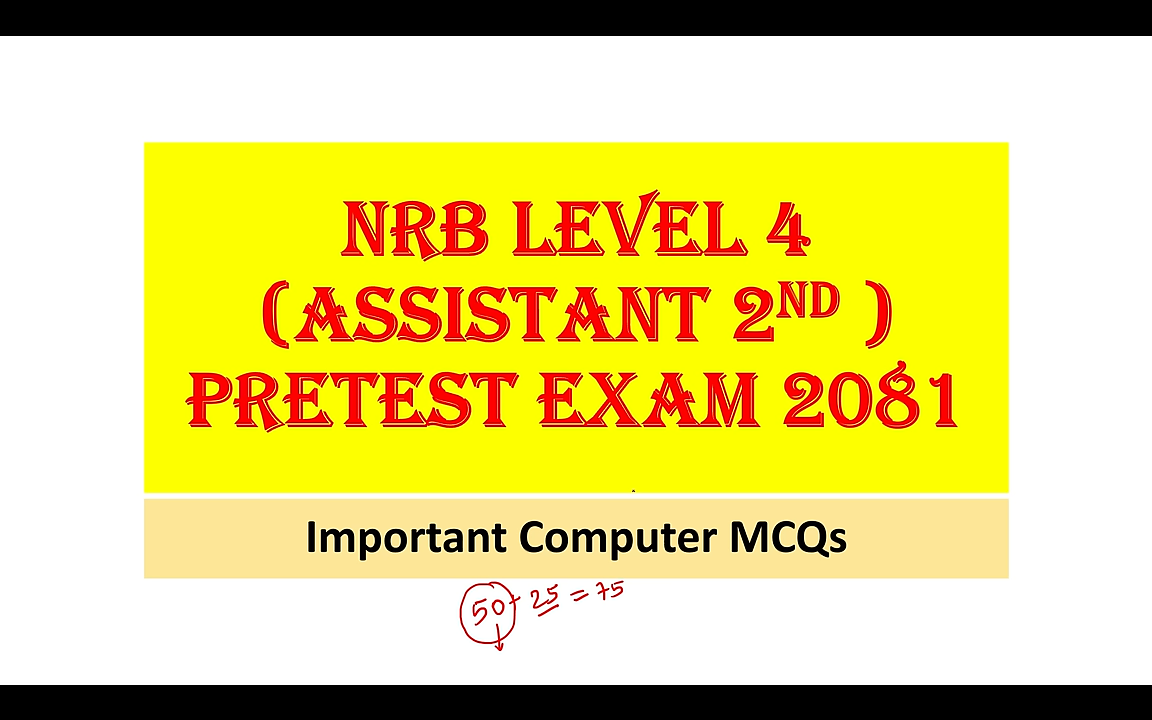 NRB LEVEL 4
(ASSISTANT 2ND )
PRETEST EXAM 2081
Important Computer MCQs
50+ 25 = 75